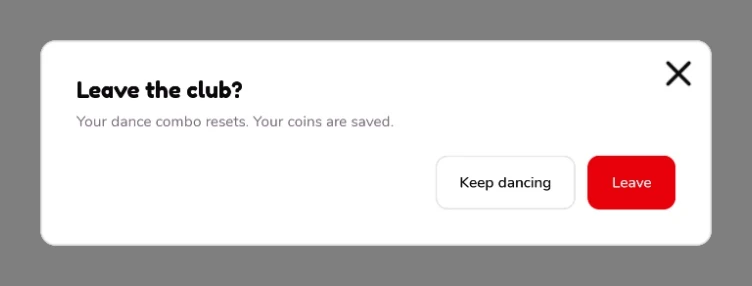 Leave the club?
Your dance combo resets. Your coins are saved.
Keep dancing
Leave